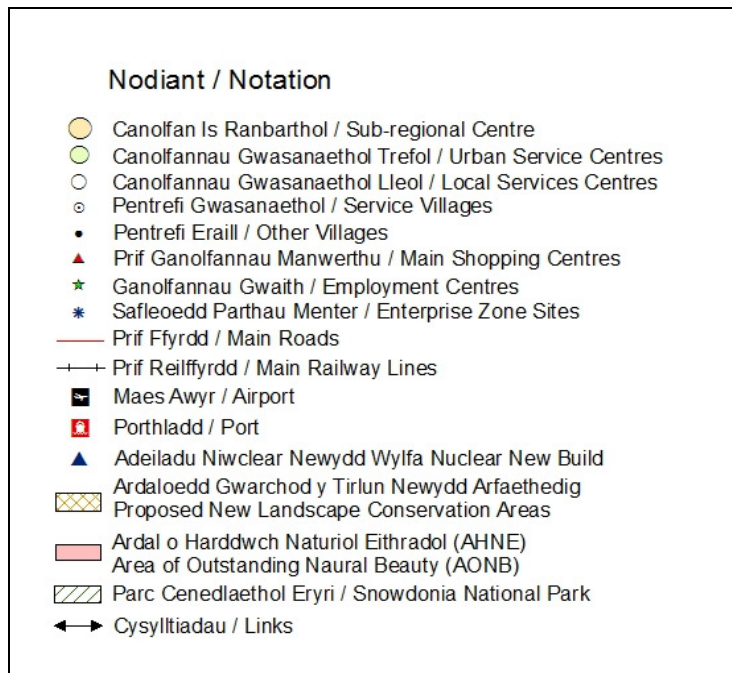 Nodiant / Notation
Canolfan Is Ranbarthol / Sub-regional Centre
Canolfannau Gwasanaethol Trefol / Urban Service Centres
Canolfannau Gwasanaethol Lleol / Local Services Centres
Pentrefi Gwasanaethol / Service Villages
Pentrefi Eraill / Other Villages
Prif Ganolfannau Manwerthu / Main Shopping Centres
Ganolfannau Gwaith / Employment Centres
Safleoedd Parthau Menter / Enterprise Zone Sites
Prif Ffyrdd / Main Roads
Prif Reilffyrdd / Main Railway Lines
Maes Awyr / Airport
Porthladd / Port
Adeiladu Niwclear Newydd Wylfa Nuclear New Build
Ardaloedd Gwarchod y Tirlun Newydd Arfaethedig
Proposed New Landscape Conservation Areas
Ardal o Harddwch Naturiol Eithradol (AHNE)
Area of Outstanding Naural Beauty (AONB)
Parc Cenedlaethol Eryri / Snowdonia National Park
Cysylltiadau / Links